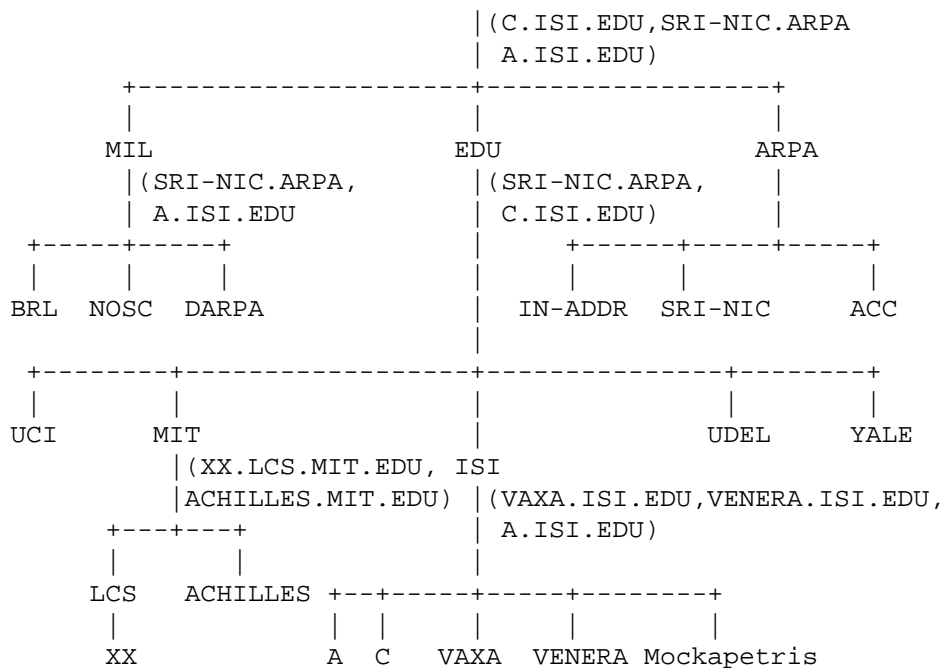 |(C.ISI.EDU,SRI-NIC.ARPA
| A.ISI.EDU)
+---------------------+------------------+
| | |
MIL EDU ARPA
|(SRI-NIC.ARPA, |(SRI-NIC.ARPA, |
| A.ISI.EDU | C.ISI.EDU) |
+-----+-----+ | +------+-----+-----+
| | | | | | |
BRL NOSC DARPA | IN-ADDR SRI-NIC ACC
|
+--------+------------------+---------------+--------+
| | | | |
UCI MIT | UDEL YALE
|(XX.LCS.MIT.EDU, ISI
|ACHILLES.MIT.EDU) |(VAXA.ISI.EDU,VENERA.ISI.EDU,
+---+---+ | A.ISI.EDU)
| | |
LCS ACHILLES +--+-----+-----+--------+
| | | | | |
XX A C VAXA VENERA Mockapetris